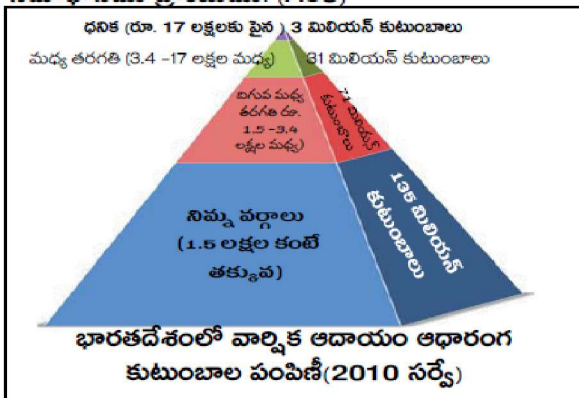 ధనిక (రూ. 17 లక్షలకు పైన ) 3 మిలియన్ కుటుంబాలు
మధ్య తరగతి (3.4 –17 లక్షల మధ్య) 31 మిలియన్ కుటుంబాలు
దిగువ మధ్య
తరగతి రూ.
1.5 –3.4
లక్షల మధ్య)
71 మిలియన్
కుటుంబాలు
నిమ్న వర్గాలు
(1.5 లక్షల కంటే
తక్కువ)
135 మిలియన్
కుటుంబాలు
భారతదేశంలో వార్షిక ఆదాయం ఆధారంగ
కుటుంబాల పంపిణీ(2010 సర్వే)